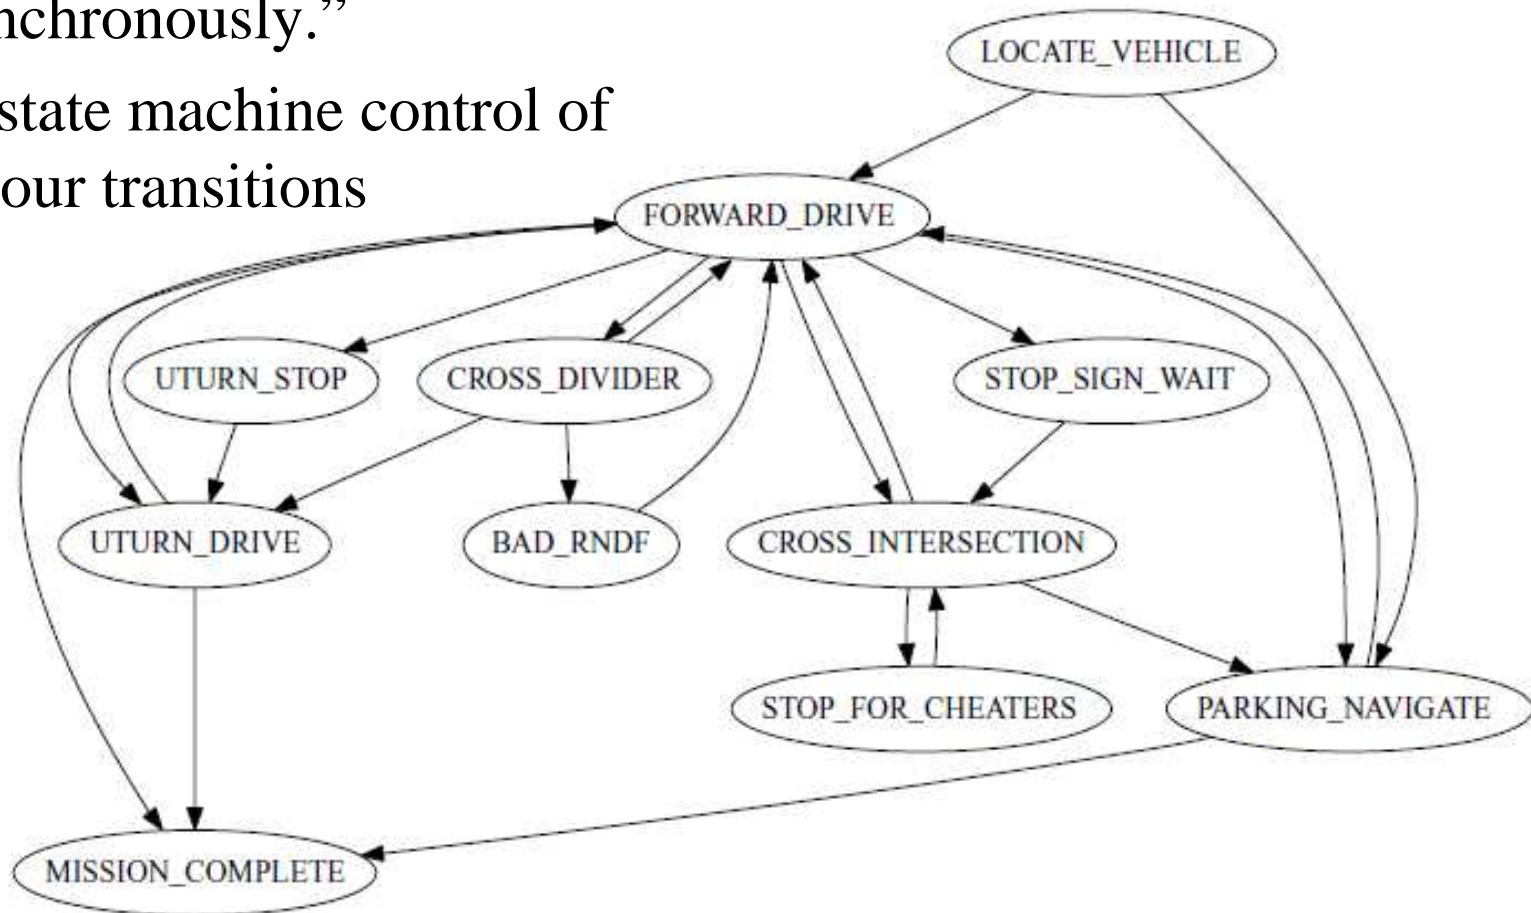 nchronously.”
state machine control of
our transitions
LOCATE_VEHICLE
FORWARD_DRIVE
UTURN_STOP
CROSS_DIVIDER
STOP_SIGN_WAIT
UTURN_DRIVE
BAD_RNDF
CROSS_INTERSECTION
STOP_FOR_CHEATERS
PARKING_NAVIGATE
MISSION_COMPLETE